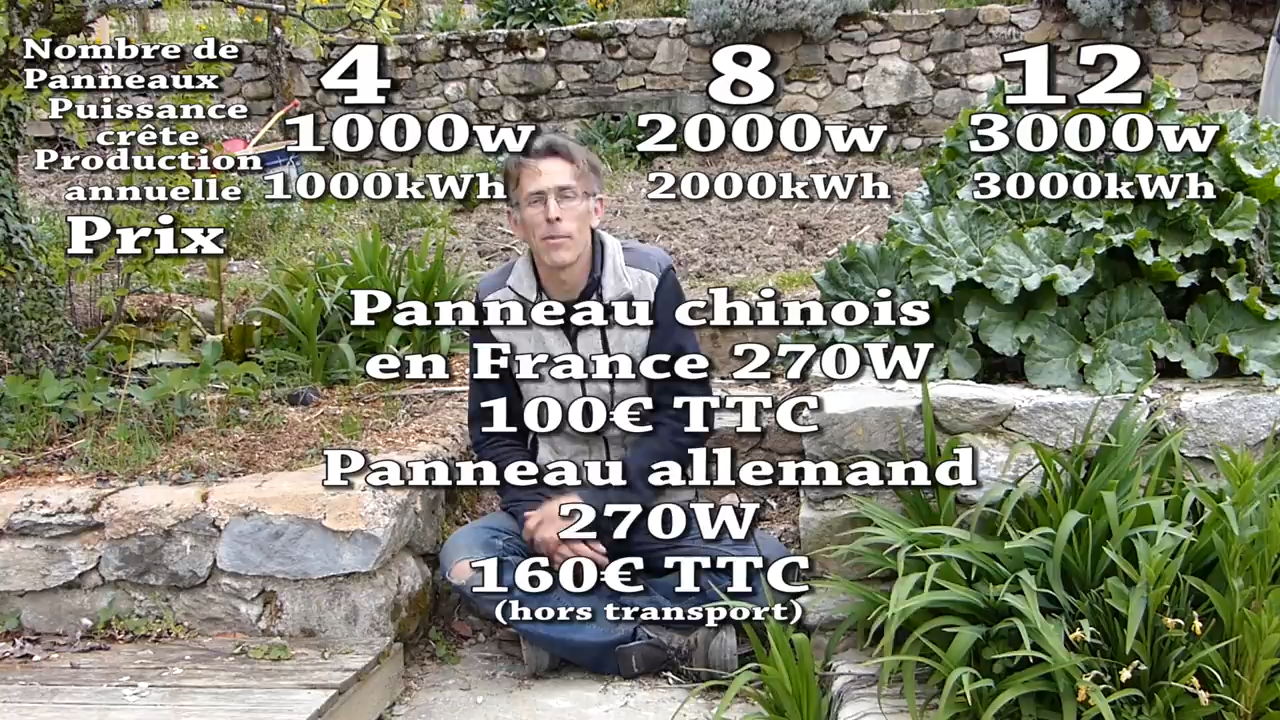 Nombre de
Panneaux
4 8 12
Puissance
crête
1000w 2000w 3000w
Production
annuelle
1000kWh 2000kWh 3000kWh
Prix
Panneau chinois
en France 270W
100€ TTC
Panneau allemand
270W
160€ TTC
(hors transport)